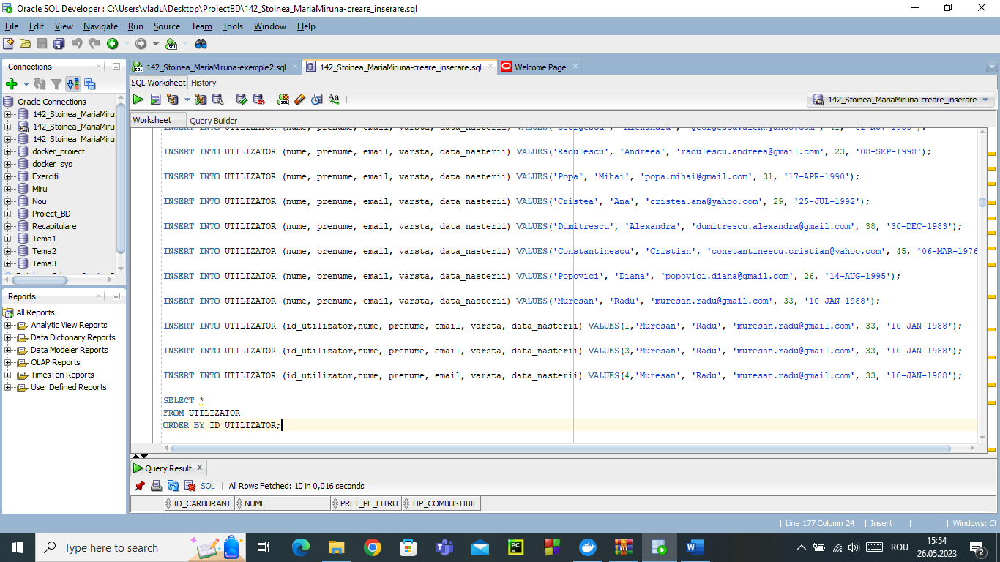 Oracle SQL Developer : C:\Users\vladu\Desktop\ProiectBD\142_Stoinea_MariaMiruna-creare_inserare.sql
File Edit View Navigate Run Source Team Tools Window Help
Connections
Oracle Connections
142_Stoinea_MariaMiru
142_Stoinea_MariaMiru
142_Stoinea_MariaMiru
docker_proiect
docker_sys
Exercitii
Miru
Nou
Proiect_BD
Recapitulare
Tema1
Tema2
Tema3
Reports
All Reports
Analytic View Reports
Data Dictionary Reports
Data Modeler Reports
OLAP Reports
TimesTen Reports
User Defined Reports
142_Stoinea_MariaMiruna-exemple2.sql
142_Stoinea_MariaMiruna-creare_inserare.sql
Welcome Page
SQL Worksheet History
142_Stoinea_MariaMiruna-creare_inserare
Worksheet Query Builder
INSERT INTO UTILIZATOR (nume, prenume, email, varsta, data_nasterii) VALUES('Radulescu', 'Andreea', 'radulescu.andreea@gmail.com', 23, '08-SEP-1998');
INSERT INTO UTILIZATOR (nume, prenume, email, varsta, data_nasterii) VALUES('Popa', 'Mihai', 'popa.mihai@gmail.com', 31, '17-APR-1990');
INSERT INTO UTILIZATOR (nume, prenume, email, varsta, data_nasterii) VALUES('Cristea', 'Ana', 'cristea.ana@yahoo.com', 29, '25-JUL-1992');
INSERT INTO UTILIZATOR (nume, prenume, email, varsta, data_nasterii) VALUES('Dumitrescu', 'Alexandra', 'dumitrescu.alexandra@gmail.com', 38, '30-DEC-1983');
INSERT INTO UTILIZATOR (nume, prenume, email, varsta, data_nasterii) VALUES('Constantinescu', 'Cristian', 'constantinescu.cristian@yahoo.com', 45, '06-MAR-1976
INSERT INTO UTILIZATOR (nume, prenume, email, varsta, data_nasterii) VALUES('Popovici', 'Diana', 'popovici.diana@gmail.com', 26, '14-AUG-1995');
INSERT INTO UTILIZATOR (nume, prenume, email, varsta, data_nasterii) VALUES('Muresan', 'Radu', 'muresan.radu@gmail.com', 33, '10-JAN-1988');
INSERT INTO UTILIZATOR (id_utilizator,nume, prenume, email, varsta, data_nasterii) VALUES(1,'Muresan', 'Radu', 'muresan.radu@gmail.com', 33, '10-JAN-1988');
INSERT INTO UTILIZATOR (id_utilizator,nume, prenume, email, varsta, data_nasterii) VALUES(3,'Muresan', 'Radu', 'muresan.radu@gmail.com', 33, '10-JAN-1988');
INSERT INTO UTILIZATOR (id_utilizator,nume, prenume, email, varsta, data_nasterii) VALUES(4,'Muresan', 'Radu', 'muresan.radu@gmail.com', 33, '10-JAN-1988');
SELECT *
FROM UTILIZATOR
ORDER BY ID_UTILIZATOR;
Query Result
SQL | All Rows Fetched: 10 in 0,016 seconds
ID_CARBURANT NUME PRET_PE_LITRU TIP_COMBUSTIBIL
Line 177 Column 24 | Insert | Windows: CF
Type here to search
ROU
15:54
26.05.2023
2